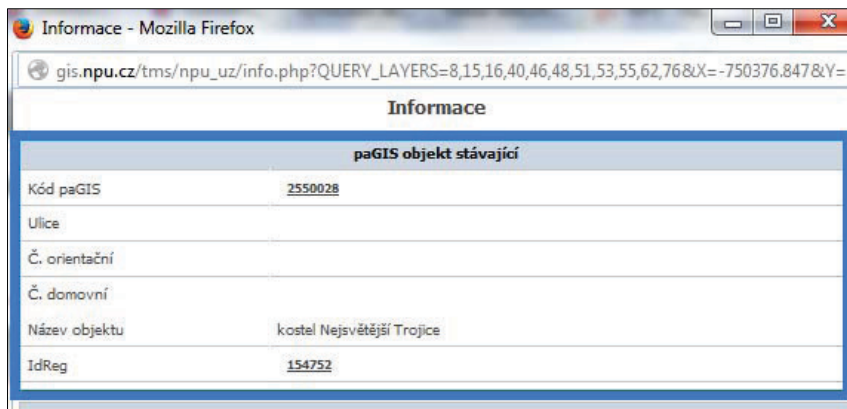 Informace - Mozilla Firefox
gis.npu.cz/tms/npu_uz/info.php?QUERY_LAYERS=8,15,16,40,46,48,51,53,55,62,76&X=-750376.847&Y=
Informace
paGIS objekt stávající
Kód paGIS 2550028
Ulice
Č. orientační
Č. domovní
Název objektu kostel Nejsvětější Trojice
IdReg 154752